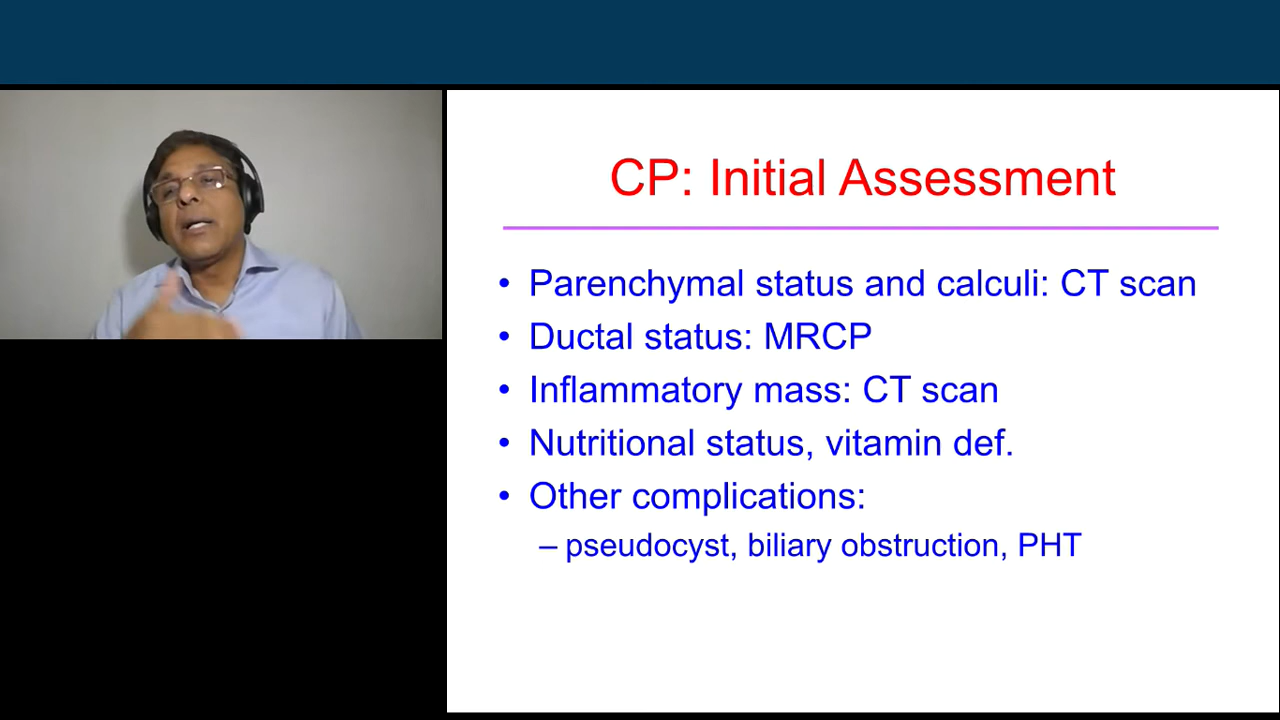 CP: Initial Assessment
• Parenchymal status and calculi: CT scan
• Ductal status: MRCP
• Inflammatory mass: CT scan
• Nutritional status, vitamin def.
• Other complications:
– pseudocyst, biliary obstruction, PHT